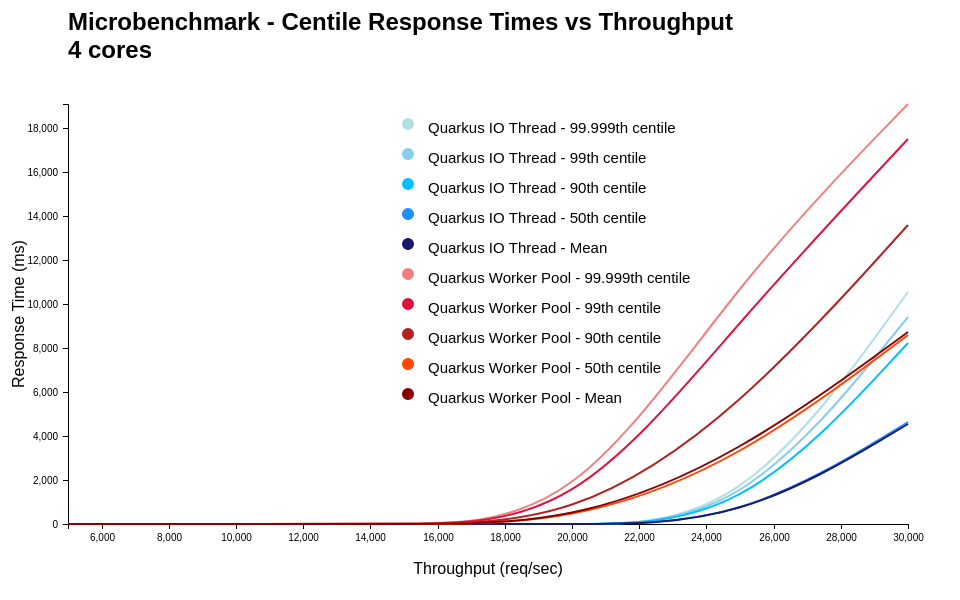 Microbenchmark - Centile Response Times vs Throughput
4 cores
Quarkus IO Thread - 99.999th centile
Quarkus IO Thread - 99th centile
Quarkus IO Thread - 90th centile
Quarkus IO Thread - 50th centile
Quarkus IO Thread - Mean
Quarkus Worker Pool - 99.999th centile
Quarkus Worker Pool - 99th centile
Quarkus Worker Pool - 90th centile
Quarkus Worker Pool - 50th centile
Quarkus Worker Pool - Mean
Response Time (ms)
18,000
16,000
14,000
12,000
10,000
8,000
6,000
4,000
2,000
0
6,000 8,000 10,000 12,000 14,000 16,000 18,000 20,000 22,000 24,000 26,000 28,000 30,000
Throughput (req/sec)